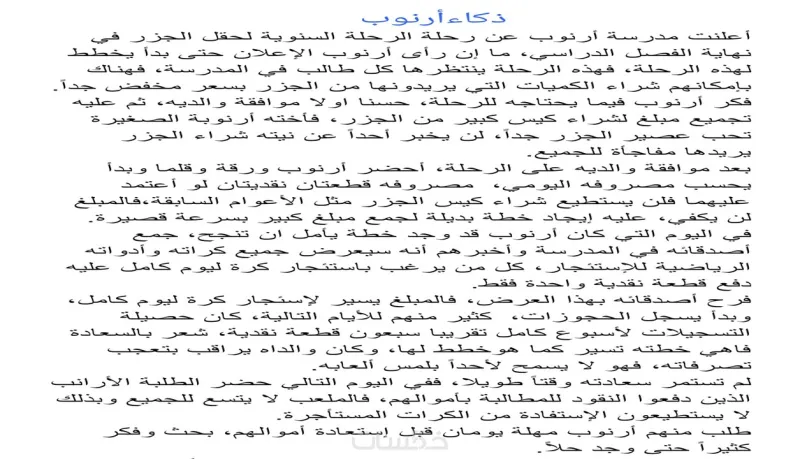 ذكاءأرنوب
أعلنت مدرسة أرنوب عن رحلة الرحلة السنوية لحقل الجزر في
نهاية الفصل الدراسي، ما إن رأى أرنوب الإعلان حتى بدأ يخطط
لهذه الرحلة، فهذه الرحلة ينتظرها كل طالب في المدرسة، فهناك
بإمكانهم شراء الكميات التي يريدونها من الجزر بسعر مخفض جداً.
فكر أرنوب فيما يحتاجه للرحلة، حسنا اولا موافقة والديه، ثم عليه
تجميع مبلغ لشراء كيس كبير من الجزر، فأخته أرنوبة الصغيرة
تحب عصير الجزر جداً، لن يخبر أحداً عن نيته شراء الجزر
يريدها مفاجأة للجميع.
بعد موافقة والديه على الرحلة، أحضر أرنوب ورقة وقلما وبدأ
يحسب مصروفه اليومي، مصروفه قطعتان نقديتان لو أعتمد
عليهما فلن يستطيع شراء كيس الجزر مثل الأعوام السابقة،فالمبلغ
لن يكفي، عليه إيجاد خطة بديلة لجمع مبلغ كبير بسرعة قصيرة.
في اليوم التي كان أرنوب قد وجد خطة يأمل ان تنجح، جمع
أصدقائه في المدرسة وأخبرهم أنه سيعرض جميع كراته وأدواته
الرياضية للإستئجار، كل من يرغب باستئجار كرة ليوم كامل عليه
دفع قطعة نقدية واحدة فقط.
فرح أصدقائه بهذا العرض، فالمبلغ يسير لإسئجار كرة ليوم كامل،
وبدأ يسجل الحجوزات، كثير منهم للأيام التالية، كان حصيلة
التسجيلات لأسبوع كامل تقريبا سبعون قطعة نقدية، شعر بالسعادة
فاهي خطته تسير كما هوخطط لها، وكان والداه يراقب بتعجب
تصرفاته، فهو لا يسمح لأحداً بلمس ألعابه.
لم تستمر سعادته وقتاً طويلا، ففي اليوم التالي حضر الطلبة الأرانب
الذين دفعوا النقود للمطالبة بأموالهم، فالملعب لا يتسع للجميع وبذلك
لا يستطيعون الإستفادة من الكرات المستأجرة.
طلب منهم أرنوب مهلة يومان قبل إستعادة أموالهم، بحث وفكر
كثيراً حتى وجد حلاً.
خمسات